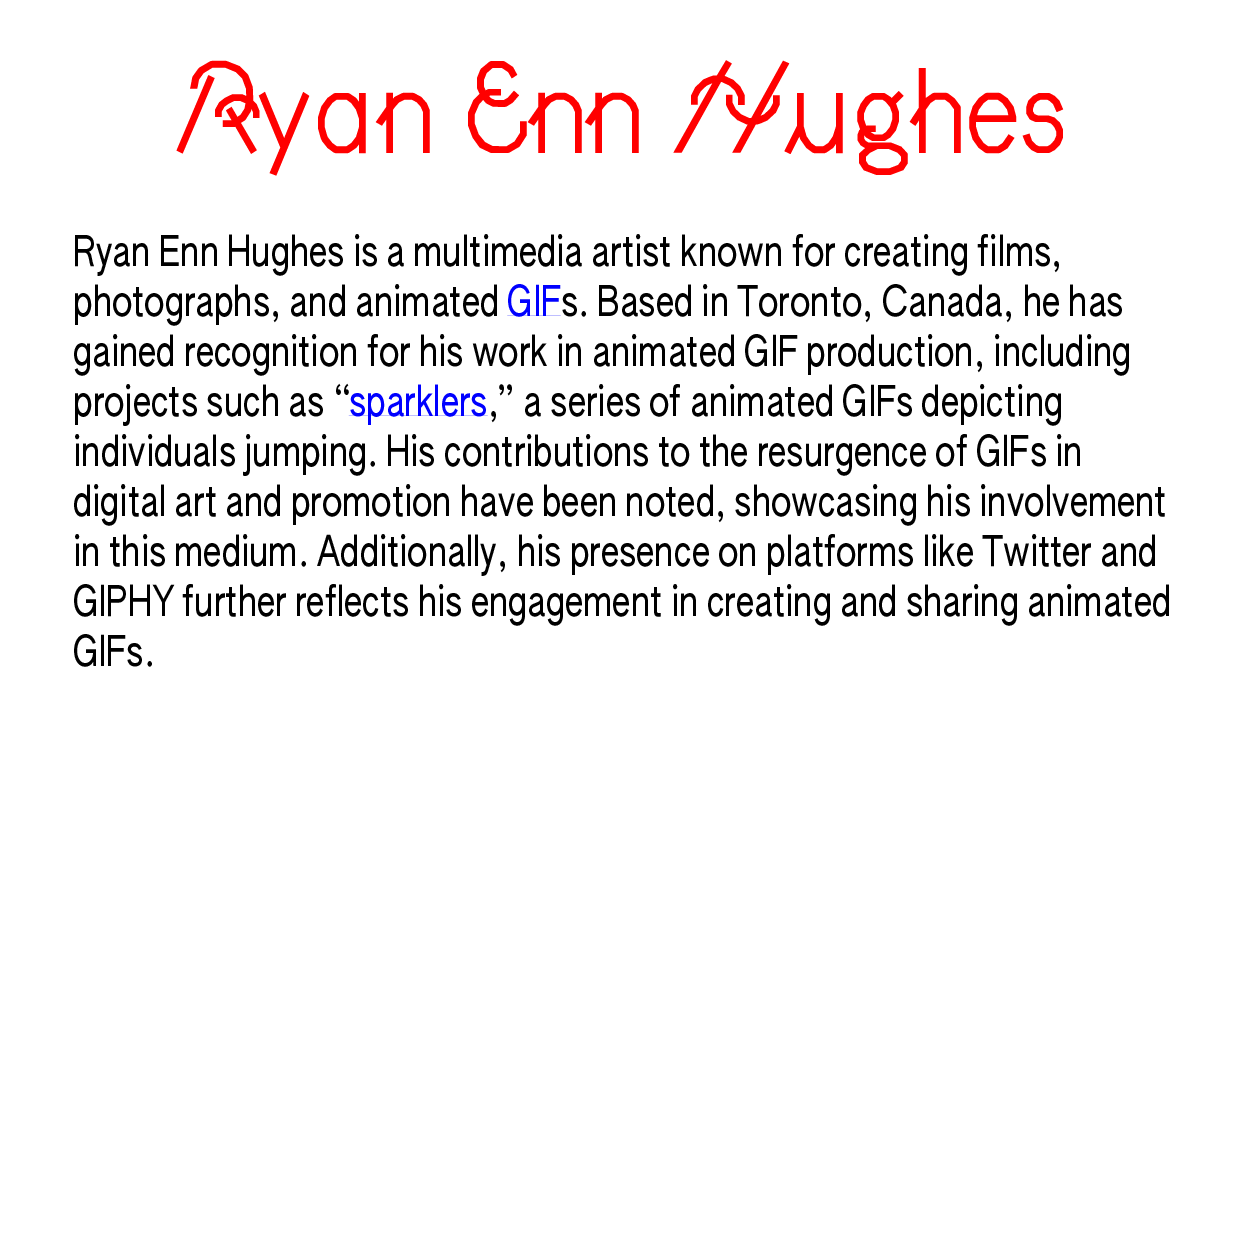 Ryan Enn Hughes
Ryan Enn Hughes is a multimedia artist known for creating films,
photographs, and animated GIFs. Based in Toronto, Canada, he has
gained recognition for his work in animated GIF production, including
projects such as “sparklers,” a series of animated GIFs depicting
individuals jumping. His contributions to the resurgence of GIFs in
digital art and promotion have been noted, showcasing his involvement
in this medium. Additionally, his presence on platforms like Twitter and
GIPHY further reflects his engagement in creating and sharing animated
GIFs.